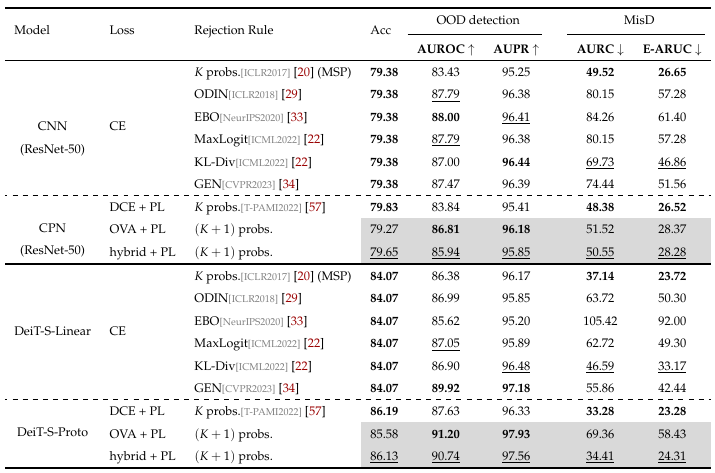 Model Loss Rejection Rule Acc OOD detection MisD
AUROC ↑ AUPR ↑ AURC ↓ E-ARUC ↓
CNN (ResNet-50) CE K probs.[ICLR2017] [20] (MSP) 79.38 83.43 95.25 49.52 26.65
ODIN[ICLR2018] [29] 79.38 87.79 96.38 80.15 57.28
EBO[NeurIPS2020] [33] 79.38 88.00 96.41 84.26 61.40
MaxLogit[ICML2022] [22] 79.38 87.79 96.38 80.15 57.28
KL-Div[ICML2022] [22] 79.38 87.00 96.44 69.73 46.86
GEN[CVPR2023] [34] 79.38 87.47 96.39 74.44 51.56
CPN (ResNet-50) DCE + PL K probs.[T-PAMI2022] [57] 79.83 83.84 95.41 48.38 26.52
OVA + PL (K + 1) probs. 79.27 86.81 96.18 51.52 28.37
hybrid + PL (K + 1) probs. 79.65 85.94 95.85 50.55 28.28
DeiT-S-Linear CE K probs.[ICLR2017] [20] (MSP) 84.07 86.38 96.17 37.14 23.72
ODIN[ICLR2018] [29] 84.07 86.99 95.85 63.72 50.30
EBO[NeurIPS2020] [33] 84.07 85.62 95.20 105.42 92.00
MaxLogit[ICML2022] [22] 84.07 87.05 95.89 62.72 49.30
KL-Div[ICML2022] [22] 84.07 86.90 96.48 46.59 33.17
GEN[CVPR2023] [34] 84.07 89.92 97.18 55.86 42.44
DeiT-S-Proto DCE + PL K probs.[T-PAMI2022] [57] 86.19 87.63 96.33 33.28 23.28
OVA + PL (K + 1) probs. 85.58 91.20 97.93 69.36 58.43
hybrid + PL (K + 1) probs. 86.13 90.74 97.56 34.41 24.31